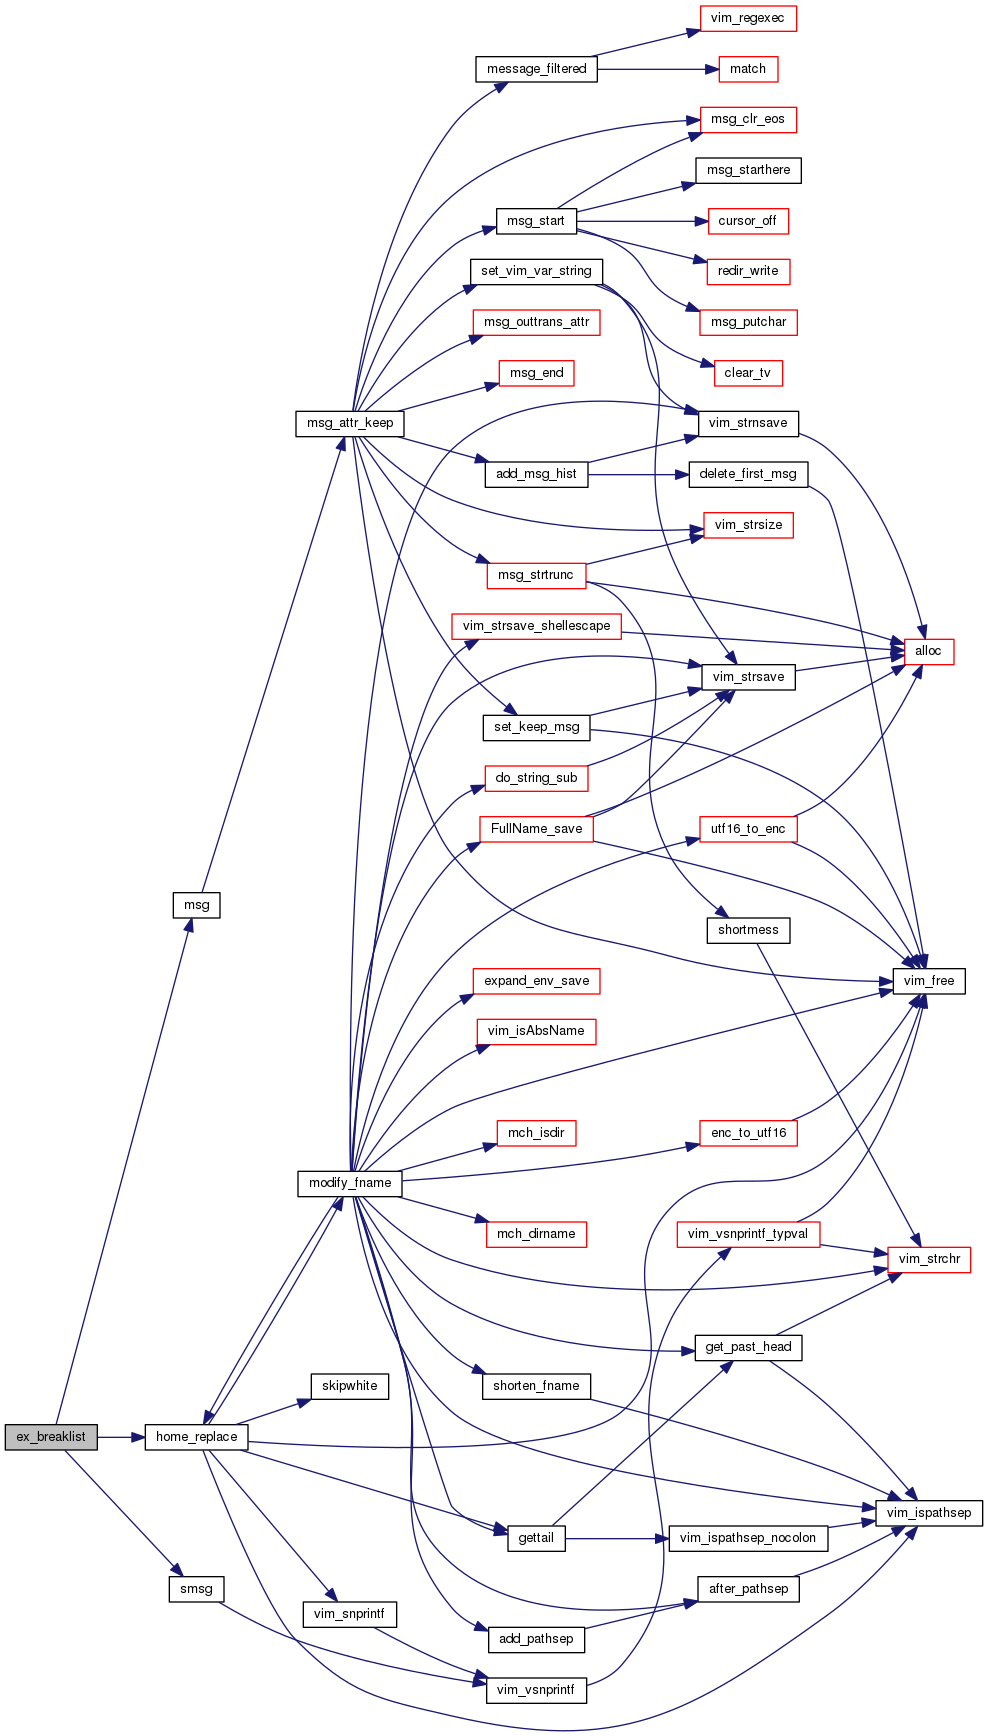 vim_regexec
message_filtered
match
msg_clr_eos
msg_starthere
msg_start
cursor_off
set_vim_var_string
redir_write
msg_outtrans_attr
msg_putchar
msg_end
clear_tv
msg_attr_keep
vim_strnsave
add_msg_hist
delete_first_msg
vim_strsize
msg_strtrunc
vim_strsave_shellescape
alloc
vim_strsave
set_keep_msg
do_string_sub
FullName_save
utf16_to_enc
msg
shortmess
expand_env_save
vim_free
vim_isAbsName
mch_isdir
enc_to_utf16
modify_fname
mch_dirname
vim_vsnprintf_typval
vim_strchr
get_past_head
skipwhite
shorten_fname
ex_breaklist
home_replace
vim_ispathsep
gettail
vim_ispathsep_nocolon
smsg
after_pathsep
vim_snprintf
add_pathsep
vim_vsnprintf